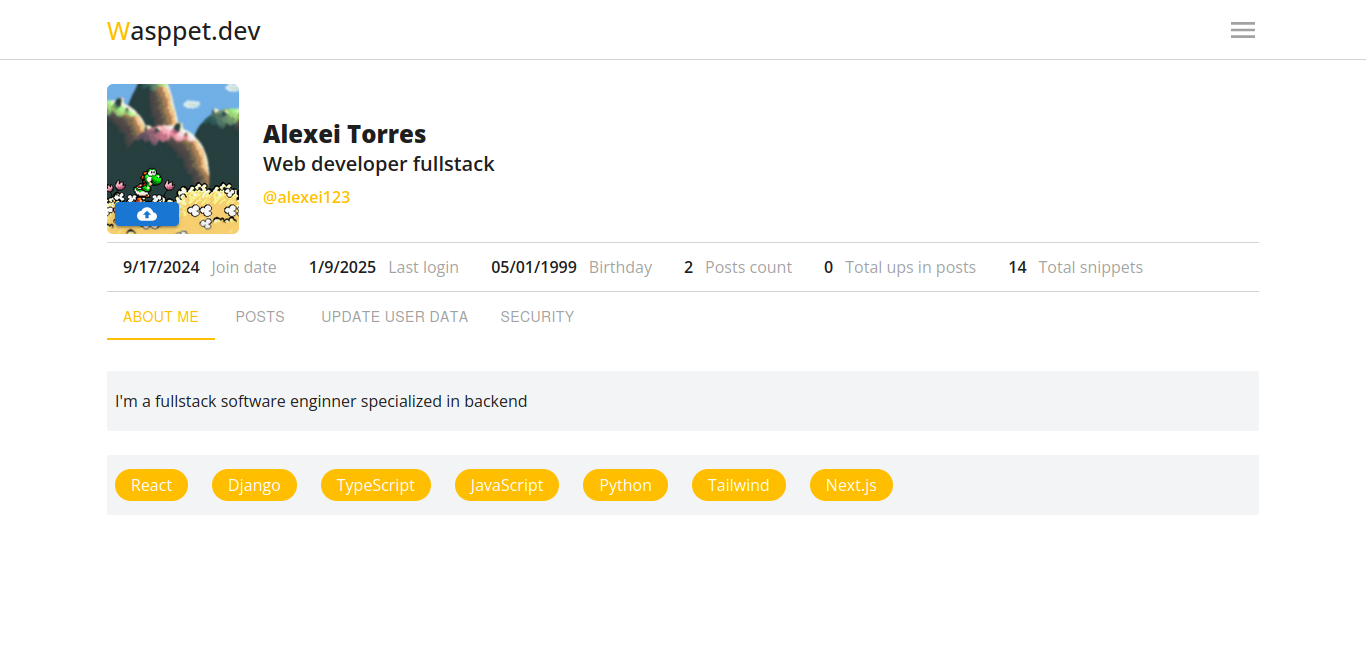 Wasppet.dev
Alexei Torres
Web developer fullstack
@alexei123
9/17/2024 Join date 1/9/2025 Last login 05/01/1999 Birthday 2 Posts count 0 Total ups in posts 14 Total snippets
ABOUT ME POSTS UPDATE USER DATA SECURITY
I'm a fullstack software enginner specialized in backend
React Django TypeScript JavaScript Python Tailwind Next.js